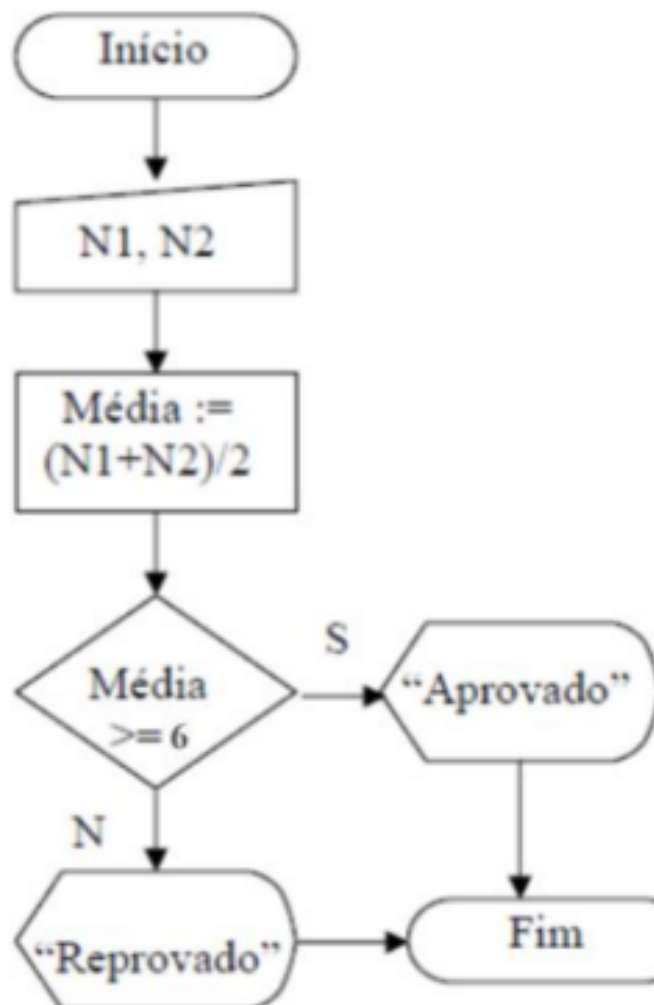 Início
N1, N2
Média :=
(N1+N2)/2
Média
>= 6
S
“Aprovado”
N
“Reprovado”
Fim